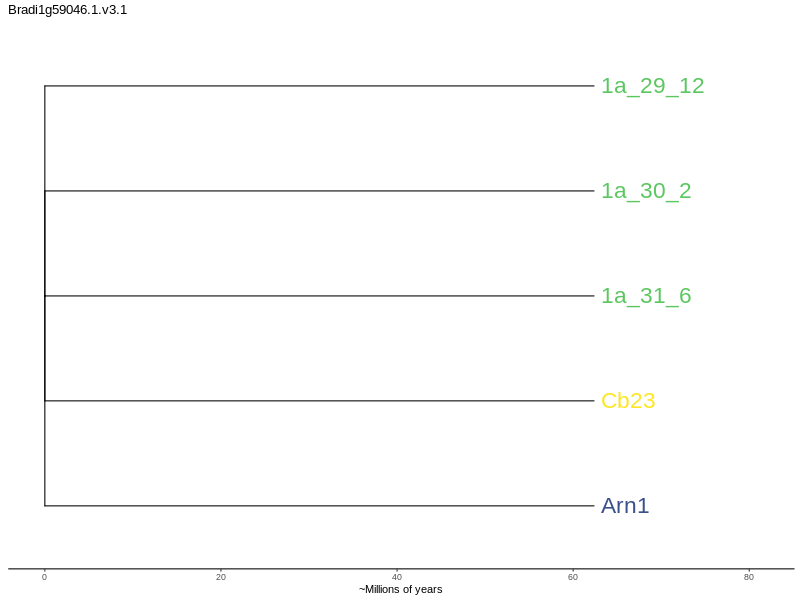 Bradi1g59046.1.v3.1
1a_29_12
1a_30_2
1a_31_6
Cb23
Arn1
0 20 40 60 80
~Millions of years